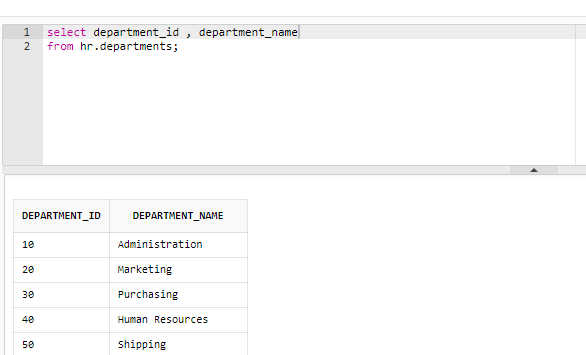 1 select department_id , department_name
2 from hr.departments;
DEPARTMENT_ID DEPARTMENT_NAME
10 Administration
20 Marketing
30 Purchasing
40 Human Resources
50 Shipping